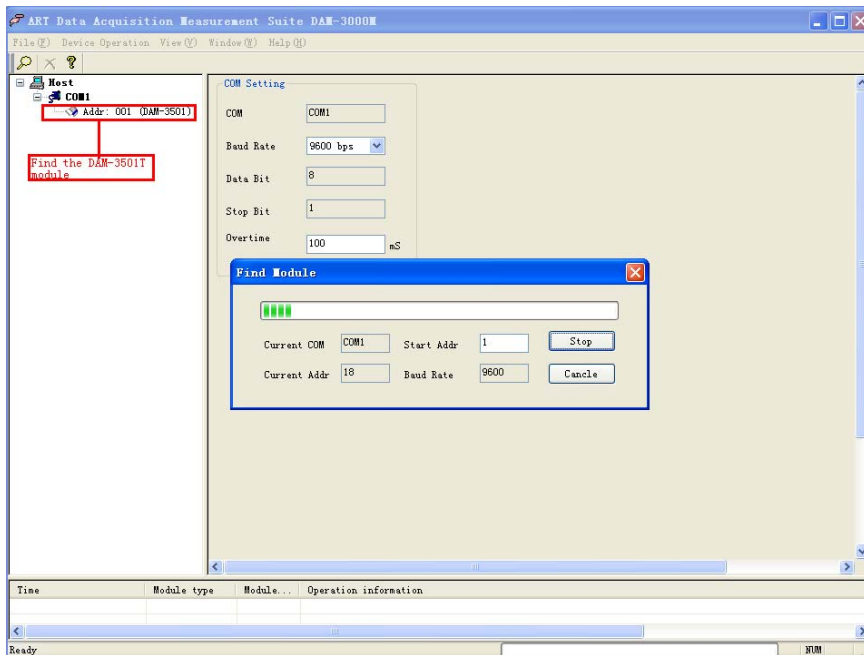 ART Data Acquisition Measurement Suite DAM-3000M
File(F) Device Operation View(V) Window(W) Help(H)
Host
COM1
Addr: 001 (DAM-3501)
Find the DAM-3501T
module
COM Setting
COM COM1
Baud Rate 9600 bps
Data Bit 8
Stop Bit 1
Overtime 100 mS
Find Module
Current COM COM1 Start Addr 1 Stop
Current Addr 18 Baud Rate 9600 Cancle
Time Module type Module... Operation information
Ready NUM